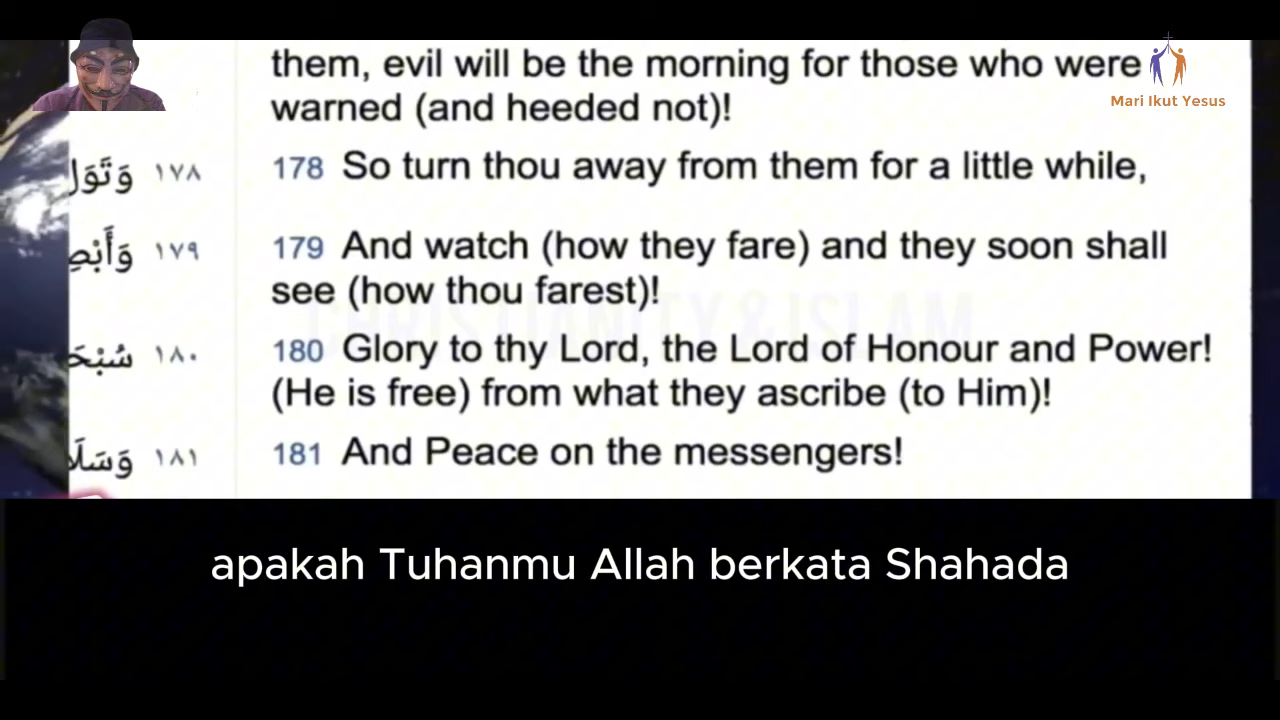 them, evil will be the morning for those who were
Mari Ikut Yesus
warned (and heeded not)!
١٧٨ 178 So turn thou away from them for a little while,
١٧٩ 179 And watch (how they fare) and they soon shall
see (how thou farest)!
CHRISTIANITY & ISLAM
١٨٠ 180 Glory to thy Lord, the Lord of Honour and Power!
(He is free) from what they ascribe (to Him)!
١٨١ 181 And Peace on the messengers!
apakah Tuhanmu Allah berkata Shahada